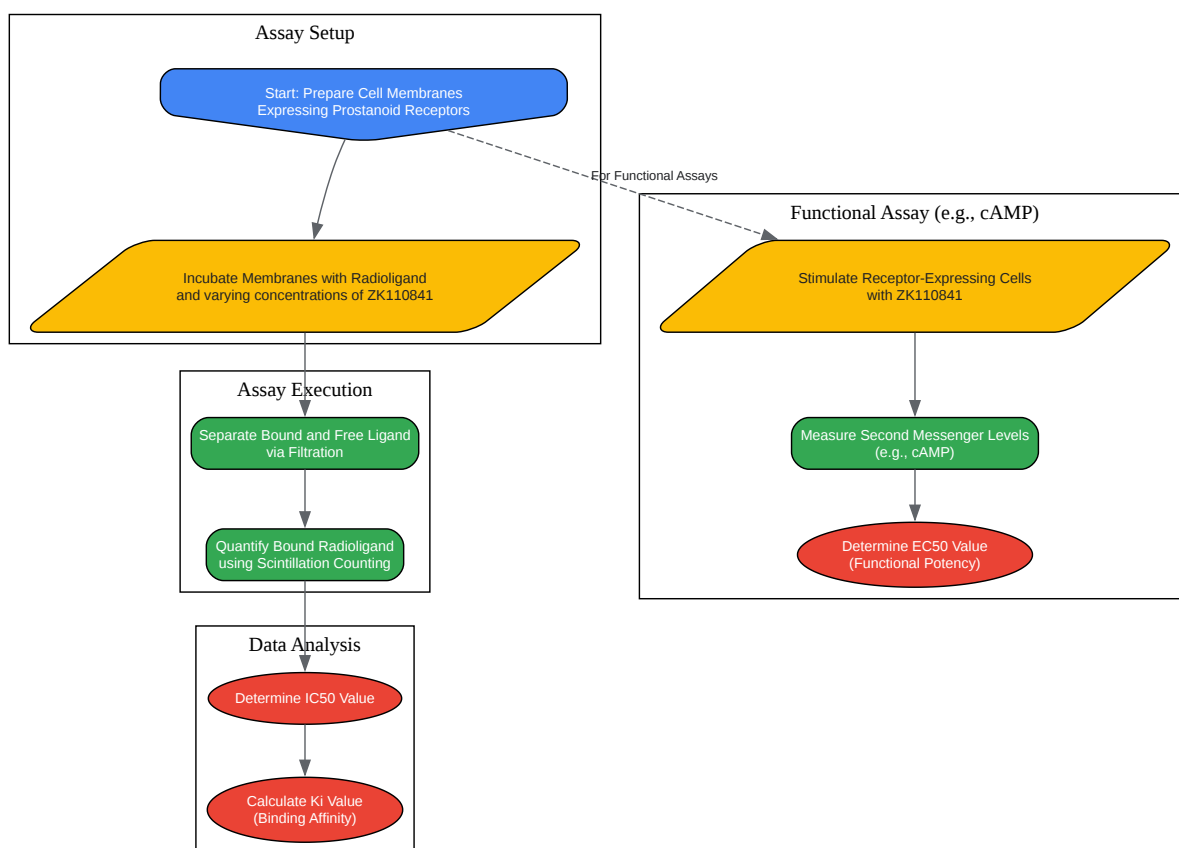 Assay Setup
Start: Prepare Cell Membranes
Expressing Prostanoid Receptors
For Functional Assays
Incubate Membranes with Radioligand
and varying concentrations of ZK110841
Assay Execution
Separate Bound and Free Ligand
via Filtration
Quantify Bound Radioligand
using Scintillation Counting
Data Analysis
Determine IC50 Value
Calculate Ki Value
(Binding Affinity)
Functional Assay (e.g., cAMP)
Stimulate Receptor-Expressing Cells
with ZK110841
Measure Second Messenger Levels
(e.g., cAMP)
Determine EC50 Value
(Functional Potency)